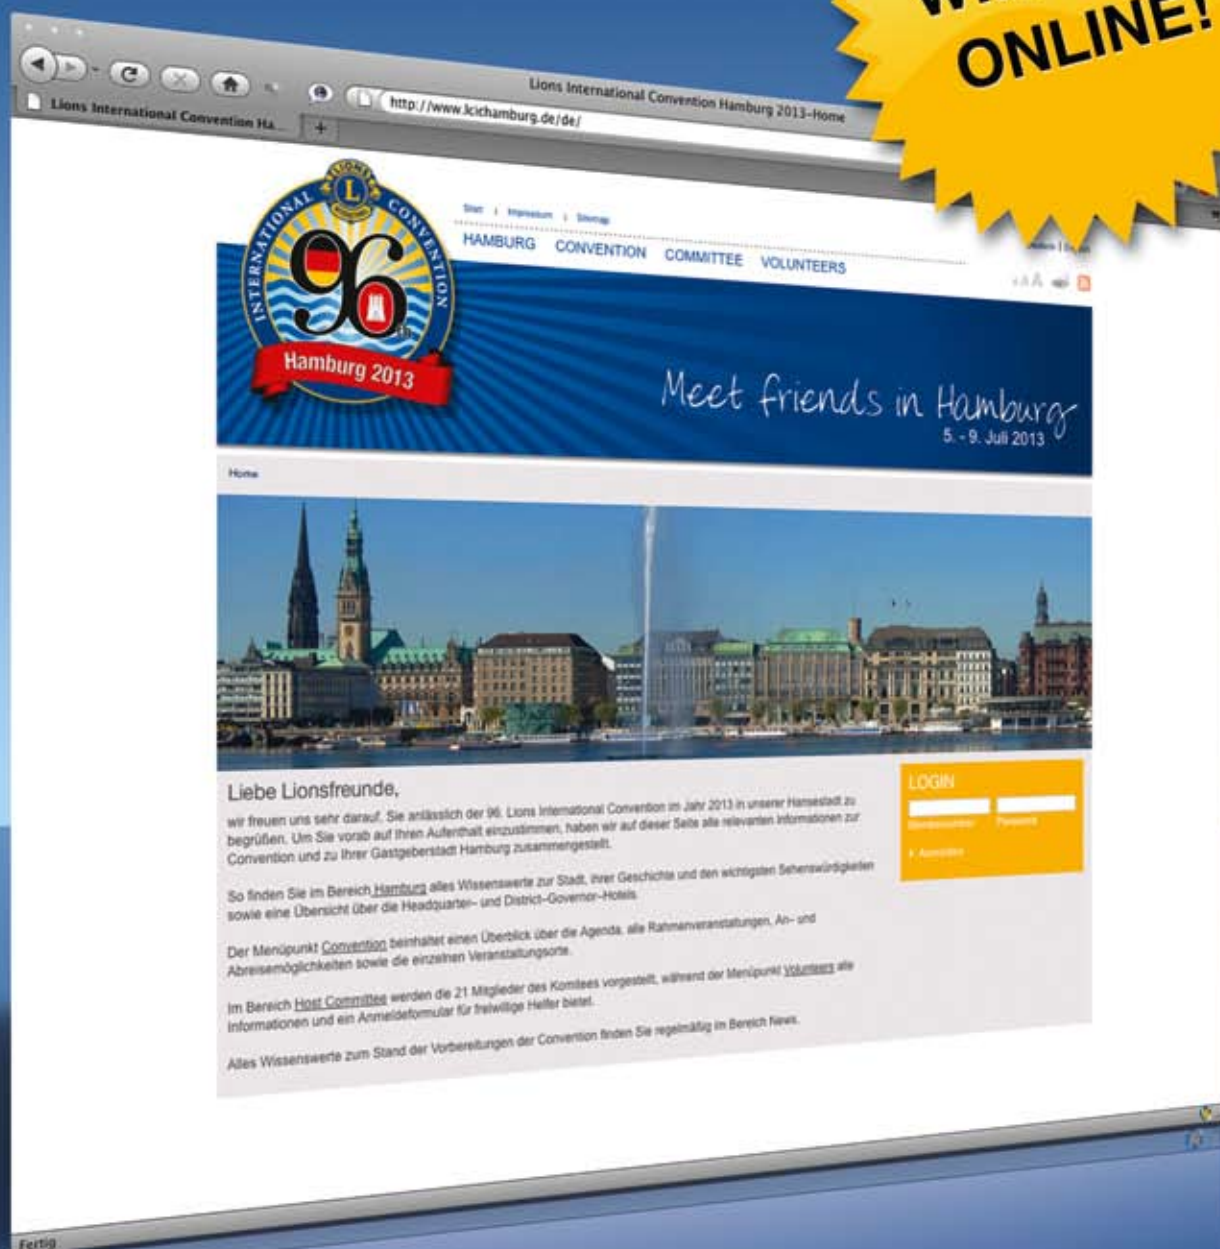 ONLINE!
Lions International Convention Hamburg 2013–Home
http://www.lcichamburg.de/de/
Lions International Convention Ha...
INTERNATIONAL CONVENTION
LIONS
L
96th
Hamburg 2013
Start | Impressum | Sitemap
HAMBURG CONVENTION COMMITTEE VOLUNTEERS
Meet friends in Hamburg
5. - 9. Juli 2013
Home
Liebe Lionsfreunde,
wir freuen uns sehr darauf, Sie anlässlich der 96. Lions International Convention im Jahr 2013 in unserer Hansestadt zu
begrüßen. Um Sie vorab auf Ihren Aufenthalt einzustimmen, haben wir auf dieser Seite alle relevanten Informationen zur
Convention und zu Ihrer Gastgeberstadt Hamburg zusammengestellt.
So finden Sie im Bereich Hamburg alles Wissenswerte zur Stadt, ihrer Geschichte und den wichtigsten Sehenswürdigkeiten
sowie eine Übersicht über die Headquarter– und District–Governor–Hotels.
Der Menüpunkt Convention beinhaltet einen Überblick über die Agenda, alle Rahmenveranstaltungen, An– und
Abreisemöglichkeiten sowie die einzelnen Veranstaltungsorte.
Im Bereich Host Committee werden die 21 Mitglieder des Komitees vorgestellt, während der Menüpunkt Volunteers alle
Informationen und ein Anmeldeformular für freiwillige Helfer bietet.
Alles Wissenswerte zum Stand der Vorbereitungen der Convention finden Sie regelmäßig im Bereich News.
LOGIN
Anmelden
Fertig